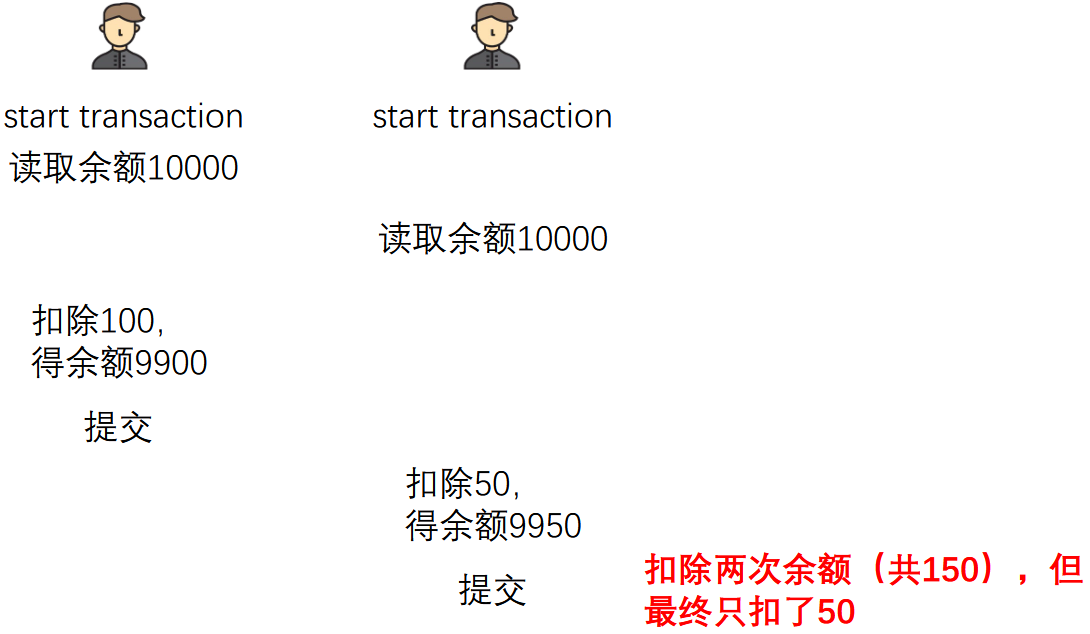 start transaction
start transaction
读取余额10000
读取余额10000
扣除100,
得余额9900
提交
扣除50,
得余额9950
提交
扣除两次余额（共150），但
最终只扣了50